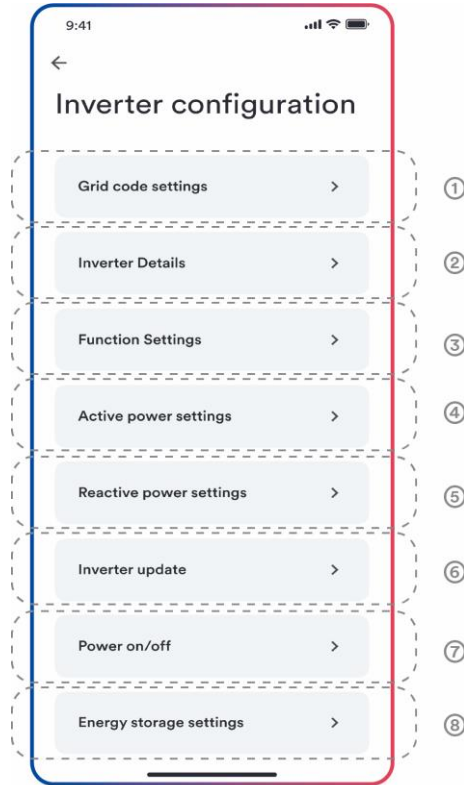 9:41
Inverter configuration
Grid code settings
①
Inverter Details
②
Function Settings
③
Active power settings
④
Reactive power settings
⑤
Inverter update
⑥
Power on/off
⑦
Energy storage settings
⑧